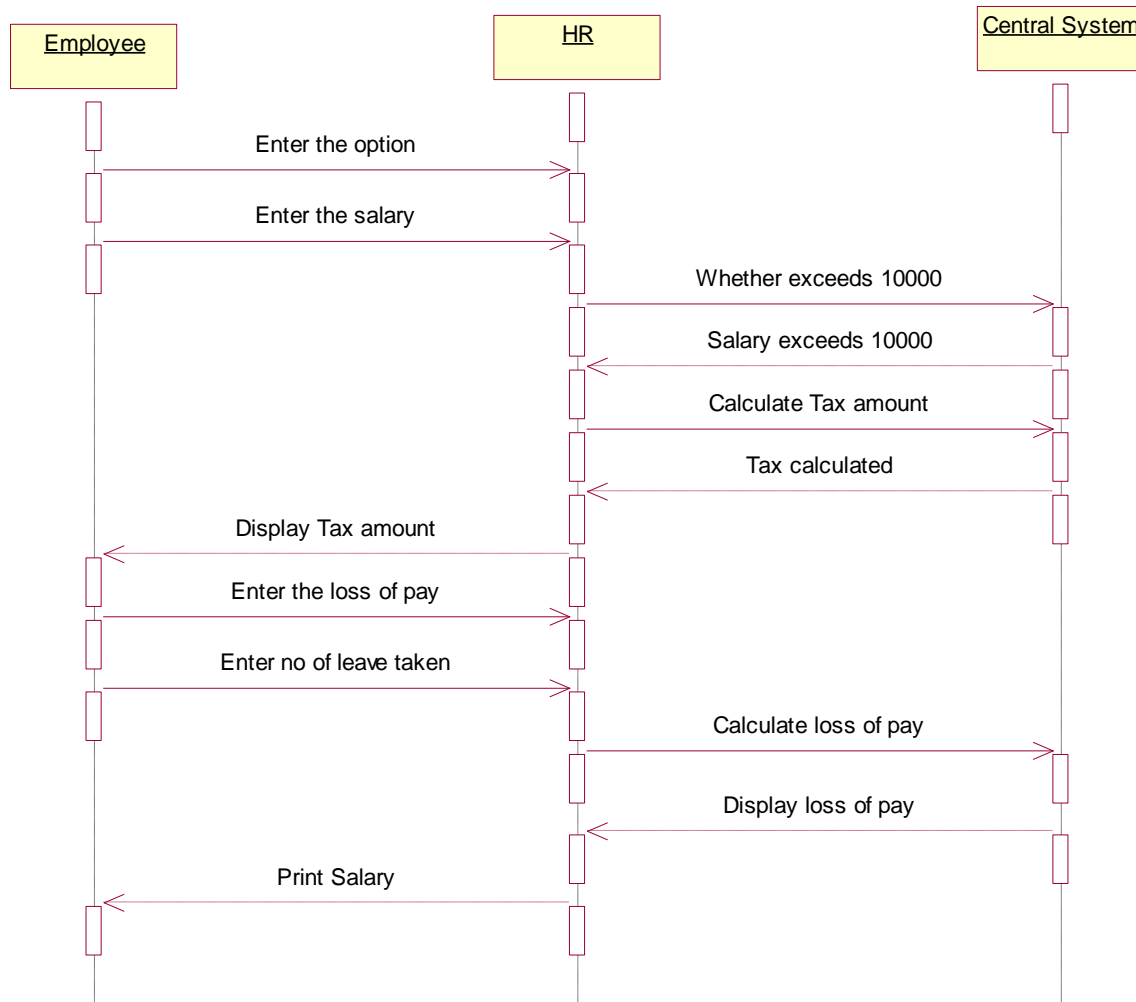 Employee
HR
Central System
Enter the option
Enter the salary
Whether exceeds 10000
Salary exceeds 10000
Calculate Tax amount
Tax calculated
Display Tax amount
Enter the loss of pay
Enter no of leave taken
Calculate loss of pay
Display loss of pay
Print Salary